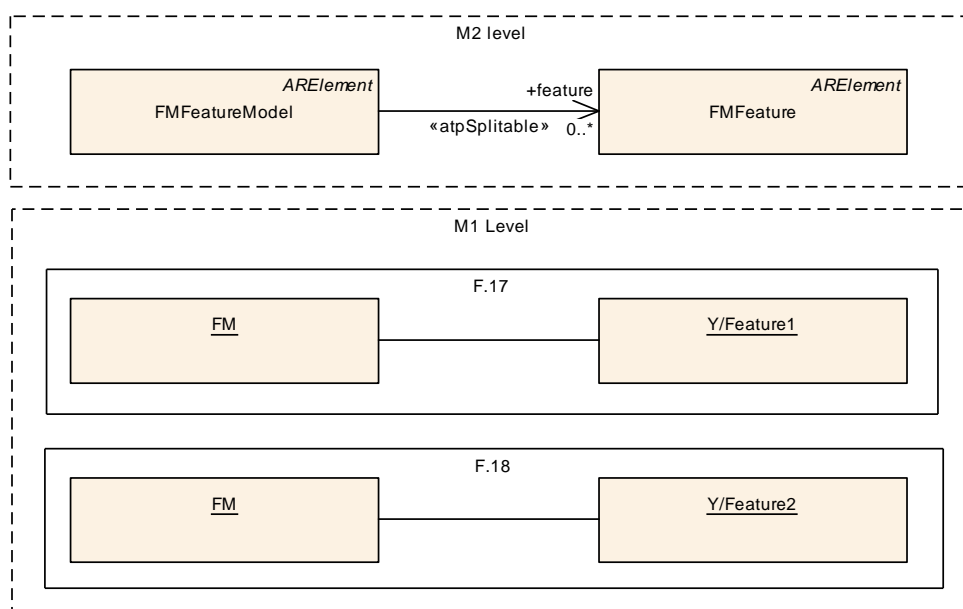 M2 level
ARElement
FMFeatureModel
+feature
«atpSplitable»
0..*
ARElement
FMFeature
M1 Level
F.17
FM
Y/Feature1
F.18
FM
Y/Feature2